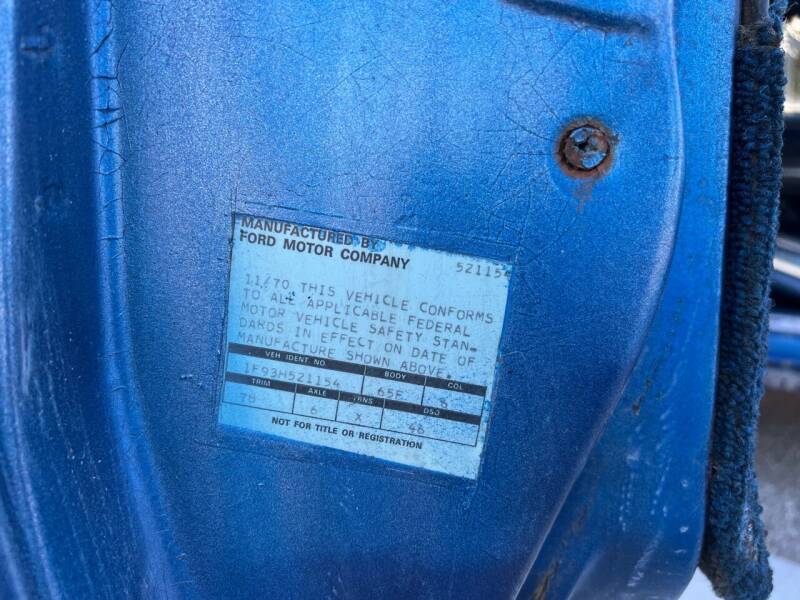 MANUFACTURED BY
FORD MOTOR COMPANY
521154
11/70 THIS VEHICLE CONFORMS
TO ALL APPLICABLE FEDERAL
MOTOR VEHICLE SAFETY STAN-
DARDS IN EFFECT ON DATE OF
MANUFACTURE SHOWN ABOVE.
VEH IDENT NO. BODY COL
1F93H521154 65F 6
TRIM AXLE TRNS DSO
7B 6 X 46
NOT FOR TITLE OR REGISTRATION